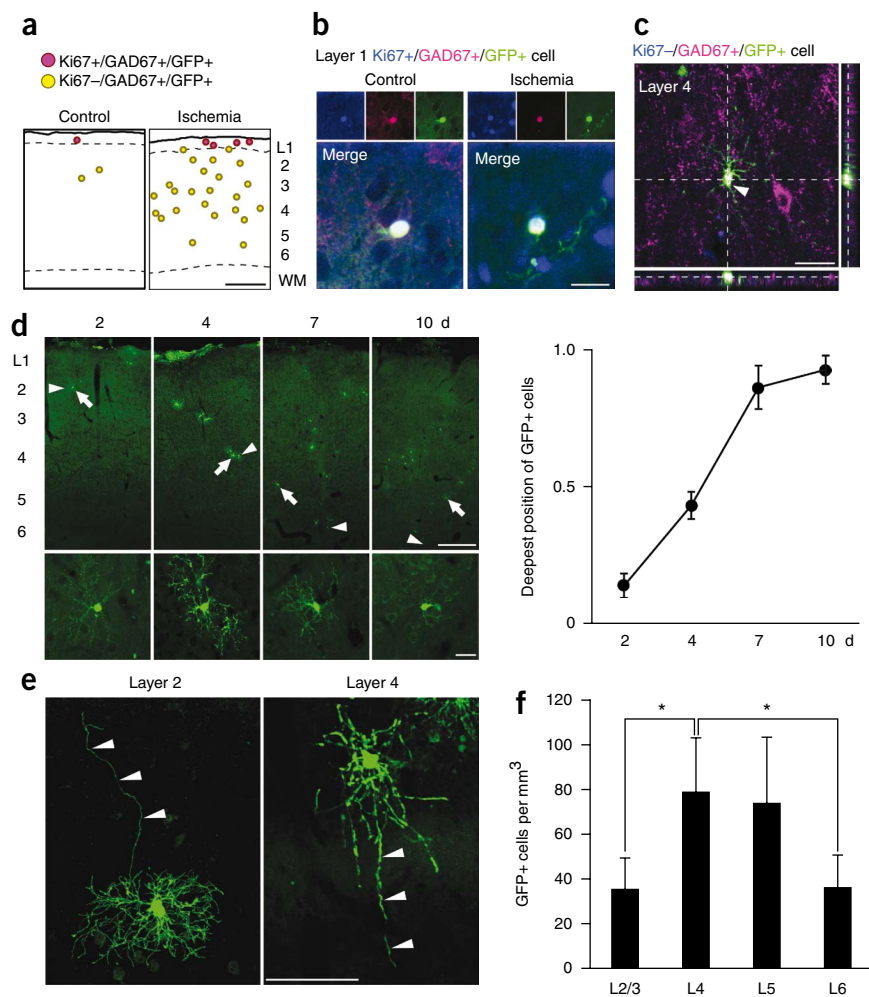 a
Ki67+/GAD67+/GFP+
Ki67–/GAD67+/GFP+
Control
Ischemia
L1
2
3
4
5
6
WM
b
Layer 1 Ki67+/GAD67+/GFP+ cell
Control
Ischemia
Merge
Merge
c
Ki67–/GAD67+/GFP+ cell
Layer 4
d
2 4 7 10 d
L1
2
3
4
5
6
Deepest position of GFP+ cells
1.0
0.5
0
2 4 7 10 d
e
Layer 2
Layer 4
f
GFP+ cells per mm3
120
100
80
60
40
20
0
* *
L2/3 L4 L5 L6